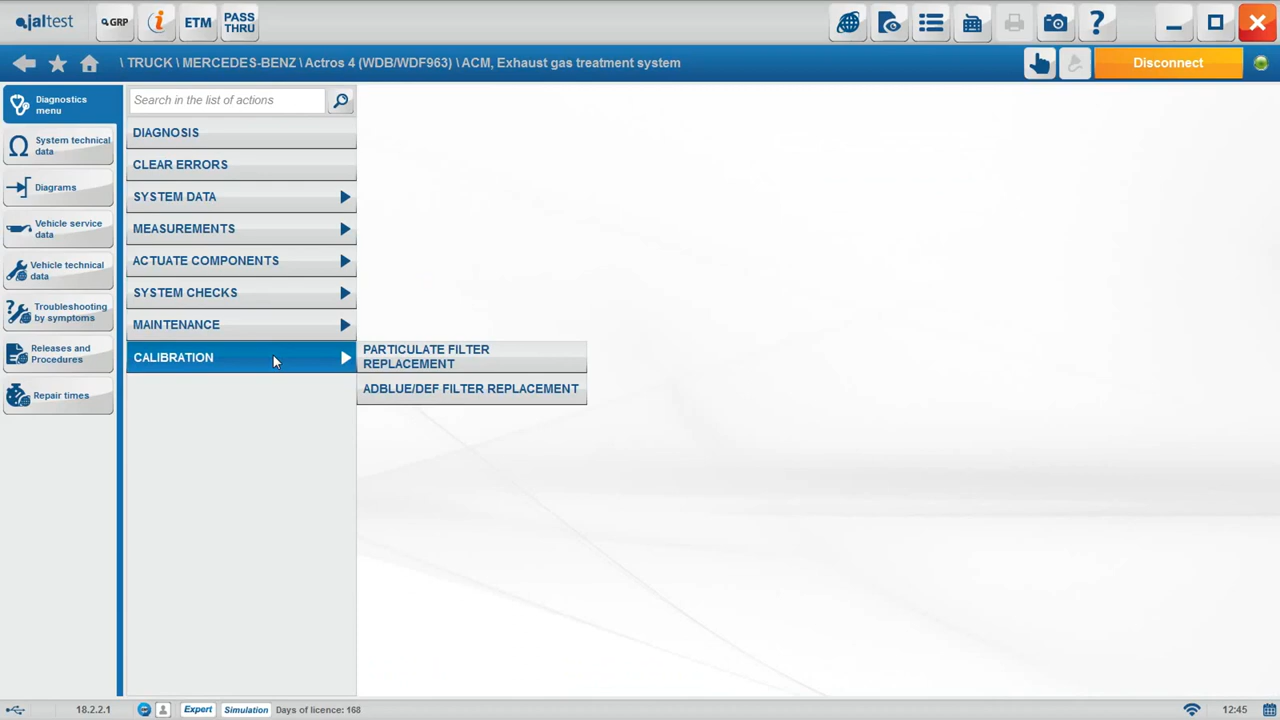 jaltest
GRP
ETM
PASS
THRU
?
\ TRUCK \ MERCEDES-BENZ \ Actros 4 (WDB/WDF963) \ ACM, Exhaust gas treatment system
Disconnect
Diagnostics
menu
System technical
data
Diagrams
Vehicle service
data
Vehicle technical
data
Troubleshooting
by symptoms
Releases and
Procedures
Repair times
Search in the list of actions
DIAGNOSIS
CLEAR ERRORS
SYSTEM DATA
MEASUREMENTS
ACTUATE COMPONENTS
SYSTEM CHECKS
MAINTENANCE
CALIBRATION
PARTICULATE FILTER
REPLACEMENT
ADBLUE/DEF FILTER REPLACEMENT
18.2.2.1
Expert
Simulation
Days of licence: 168
12:45